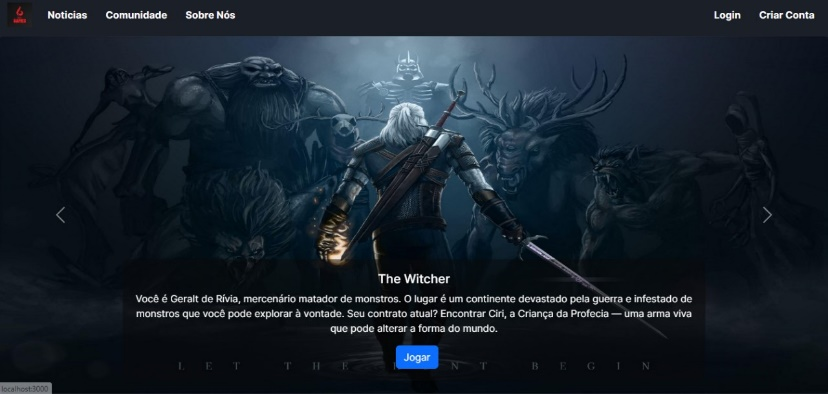 Noticias
Comunidade
Sobre Nós
Login
Criar Conta
The Witcher
Você é Geralt de Rívia, mercenário matador de monstros. O lugar é um continente devastado pela guerra e infestado de
monstros que você pode explorar à vontade. Seu contrato atual? Encontrar Ciri, a Criança da Profecia — uma arma viva
que pode alterar a forma do mundo.
Jogar
LET THE BEGIN
localhost:3000